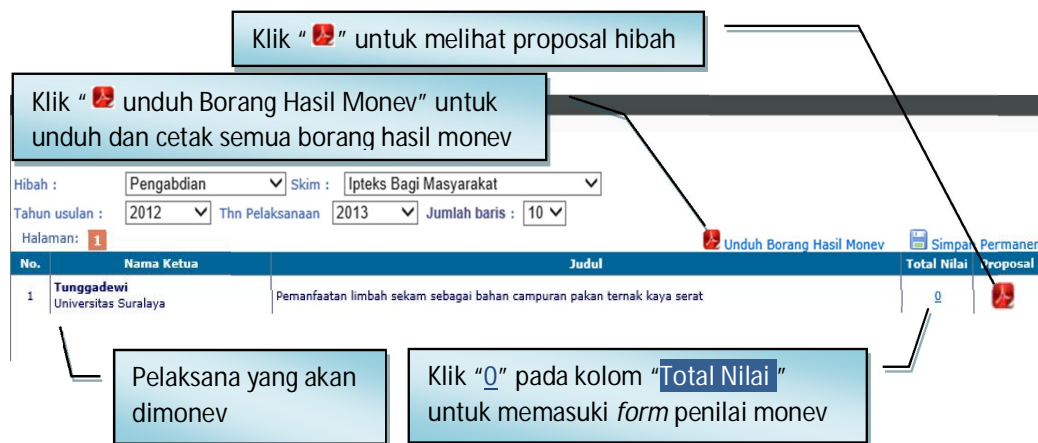 Klik “ ” untuk melihat proposal hibah
Klik “ unduh Borang Hasil Monev” untuk
unduh dan cetak semua borang hasil monev
Hibah : Pengabdian Skim : Ipteks Bagi Masyarakat
Tahun usulan : 2012 Thn Pelaksanaan 2013 Jumlah baris : 10
Halaman: 1
Unduh Borang Hasil Monev Simpan Permanen
No. Nama Ketua Judul Total Nilai Proposal
1 Tunggadewi Pemanfaatan limbah sekam sebagai bahan campuran pakan ternak kaya serat 0
Universitas Suralaya
Pelaksana yang akan
dimonev
Klik “0” pada kolom “Total Nilai ”
untuk memasuki form penilai monev